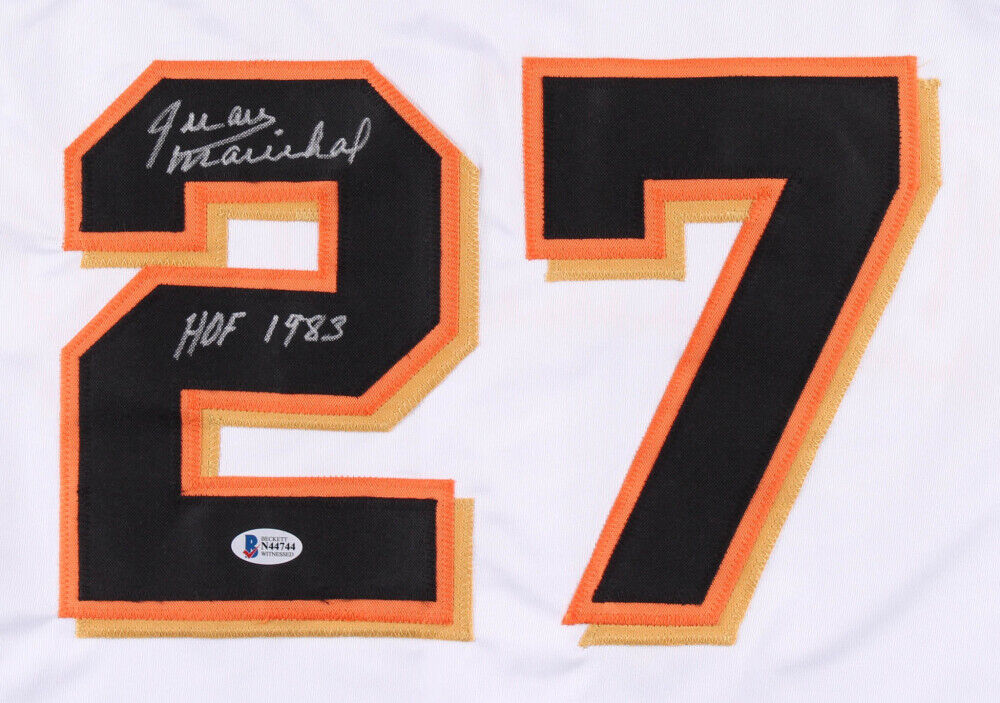 27
Juan
Marichal
HOF 1983
B
BECKETT
N44744
WITNESSED